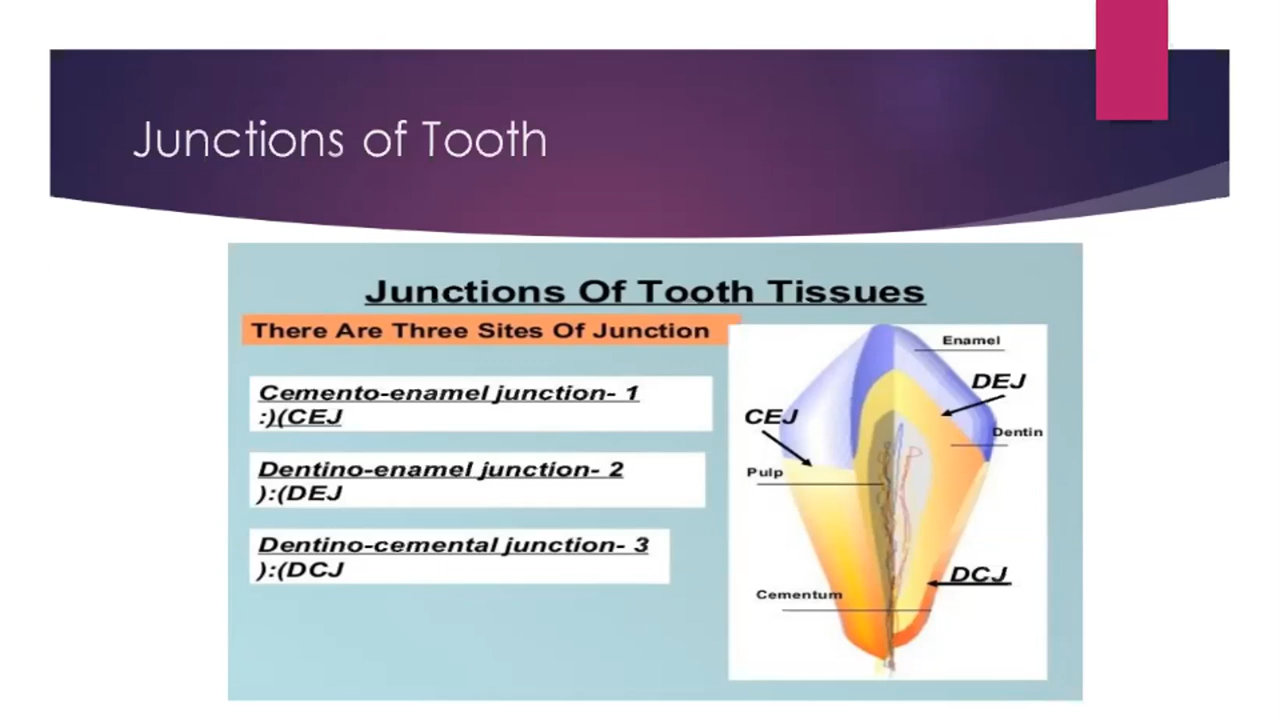 Junctions of Tooth
Junctions Of Tooth Tissues
There Are Three Sites Of Junction
Cemento-enamel junction- 1
:)(CEJ
Dentino-enamel junction- 2
):(DEJ
Dentino-cemental junction- 3
):(DCJ
Enamel
DEJ
CEJ
Dentin
Pulp
DCJ
Cementum